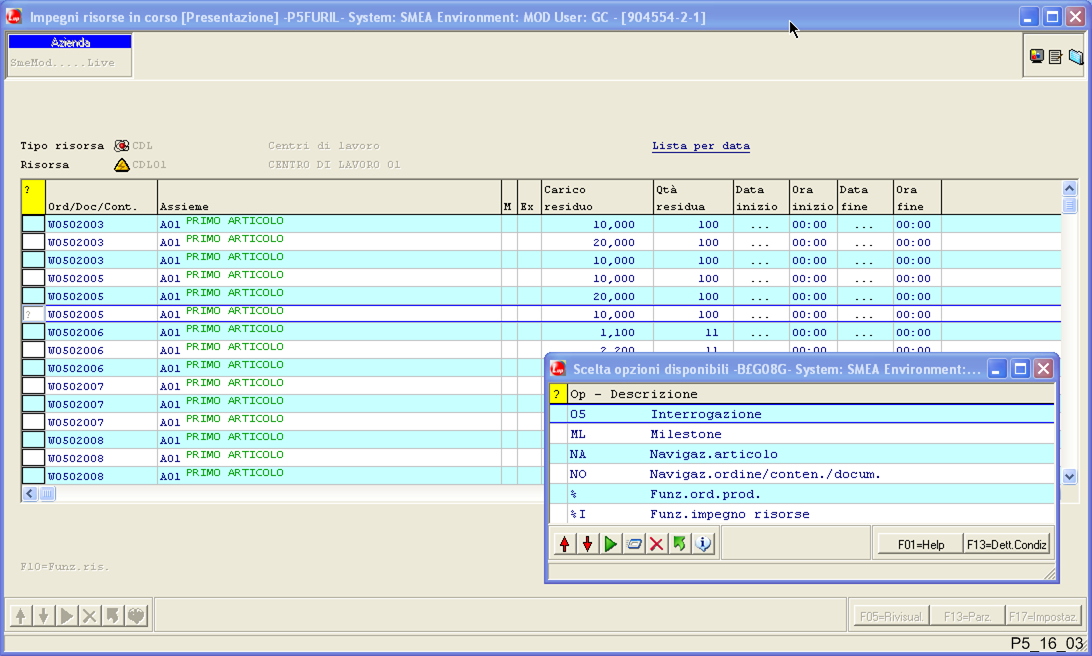 Impegni risorse in corso [Presentazione] -P5FURIL- System: SMEA Environment: MOD User: GC - [904554-2-1]
Azienda
SmeMod.....Live
Tipo risorsa CDL Centri di lavoro Lista per data
Risorsa CDL01 CENTRO DI LAVORO 01
? Carico Qtà Data Ora Data Ora
Ord/Doc/Cont. Assieme M Ex residuo residua inizio inizio fine fine
W0502003 A01 PRIMO ARTICOLO 10,000 100 ... 00:00 ... 00:00
W0502003 A01 PRIMO ARTICOLO 20,000 100 ... 00:00 ... 00:00
W0502003 A01 PRIMO ARTICOLO 10,000 100 ... 00:00 ... 00:00
W0502005 A01 PRIMO ARTICOLO 10,000 100 ... 00:00 ... 00:00
W0502005 A01 PRIMO ARTICOLO 20,000 100 ... 00:00 ... 00:00
? W0502005 A01 PRIMO ARTICOLO 10,000 100 ... 00:00 ... 00:00
W0502006 A01 PRIMO ARTICOLO 1,100 11 ... 00:00 ... 00:00
W0502006 A01 PRIMO ARTICOLO 2,200 11 ... 00:00 ... 00:00
W0502006 A01 PRIMO ARTICOLO
W0502007 A01 PRIMO ARTICOLO
W0502007 A01 PRIMO ARTICOLO
W0502007 A01 PRIMO ARTICOLO
W0502008 A01 PRIMO ARTICOLO
W0502008 A01 PRIMO ARTICOLO
W0502008 A01 PRIMO ARTICOLO
Scelta opzioni disponibili -B£G08G- System: SMEA Environment:...
? Op - Descrizione
05 Interrogazione
ML Milestone
NA Navigaz.articolo
NO Navigaz.ordine/conten./docum.
% Funz.ord.prod.
%I Funz.impegno risorse
F01=Help F13=Dett.Condiz
F10=Funz.ris.
F05=Rivisual. F13=Parz. F17=Impostaz.
P5_16_03